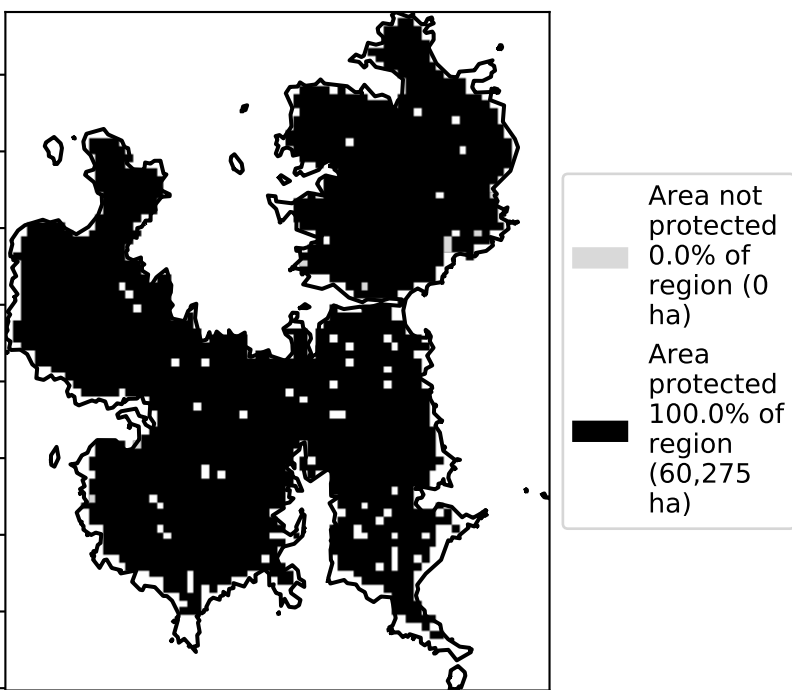 Area not
protected
0.0% of
region (0
ha)
Area
protected
100.0% of
region
(60,275
ha)